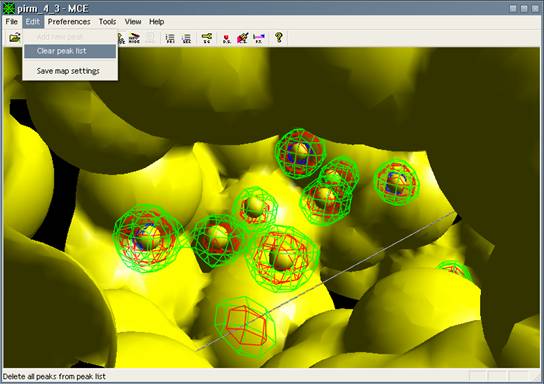 pirm_4_3 - MCE
File Edit Preferences Tools View Help
Add new peak
Clear peak list
Save map settings
Delete all peaks from peak list